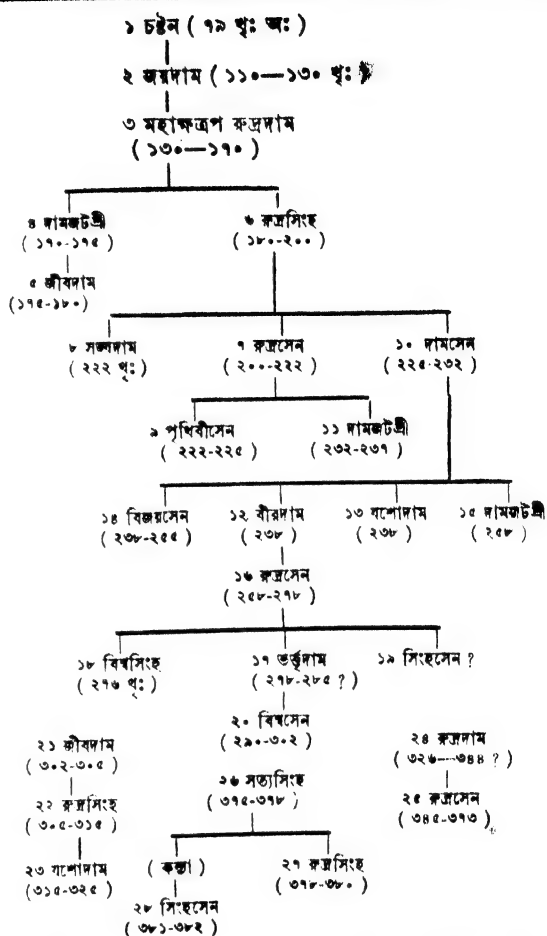 ১ চষ্টন ( ৭৯ খৃঃ অঃ )
২ জয়দাম ( ১১০—১৩০ খৃঃ
৩ মহাক্ষত্রপ রুদ্রদাম
( ১৩০—১৭০ )
৪ দামজটশ্রী
( ১৭০-১৭৫ )
৬ রুদ্রসিংহ
( ১৮০-২০০ )
৫ জীবদাম
( ১৭৫-১৮০ )
৮ সঙ্ঘদাম
( ২২২ খৃঃ )
৭ রুদ্রসেন
( ২০০-২২২ )
১০ দামসেন
( ২২৫-২৩২ )
৯ পৃথিবীসেন
( ২২২-২২৫ )
১১ দামজটশ্রী
( ২৩২-২৩৭ )
১৪ বিজয়সেন
( ২৩৮-২৫৫ )
১২ বীরদাম
( ২৩৮ )
১৩ যশোদাম
( ২৩৮ )
১৫ দামজটশ্রী
( ২৫৮ )
১৬ রুদ্রসেন
( ২৫৮-২৭৮ )
১৮ বিশ্বসিংহ
( ২৭৬ খৃঃ )
১৭ ভর্ত্তৃদাম
( ২৭৮-২৮৫ ? )
১৯ সিংহসেন ?
২০ বিশ্বসেন
( ২৯০-৩০২ )
২১ জীবদাম
( ৩০২-৩০৫ )
২৪ রুদ্রদাম
( ৩২৬—৩৪৪ ? )
২২ রুদ্রসিংহ
( ৩০৫-৩১৫ )
২৬ সত্যসিংহ
( ৩৭৫-৩৭৮ )
২৫ রুদ্রসেন
( ৩৪৫-৩৭৩ )
২৩ যশোদাম
( ৩১৫-৩২৫ )
( কন্তা )
২৭ রুদ্রসিংহ
( ৩৭৮-৩৮০ )
২৮ সিংহসেন
( ৩৮১-৩৮২ )